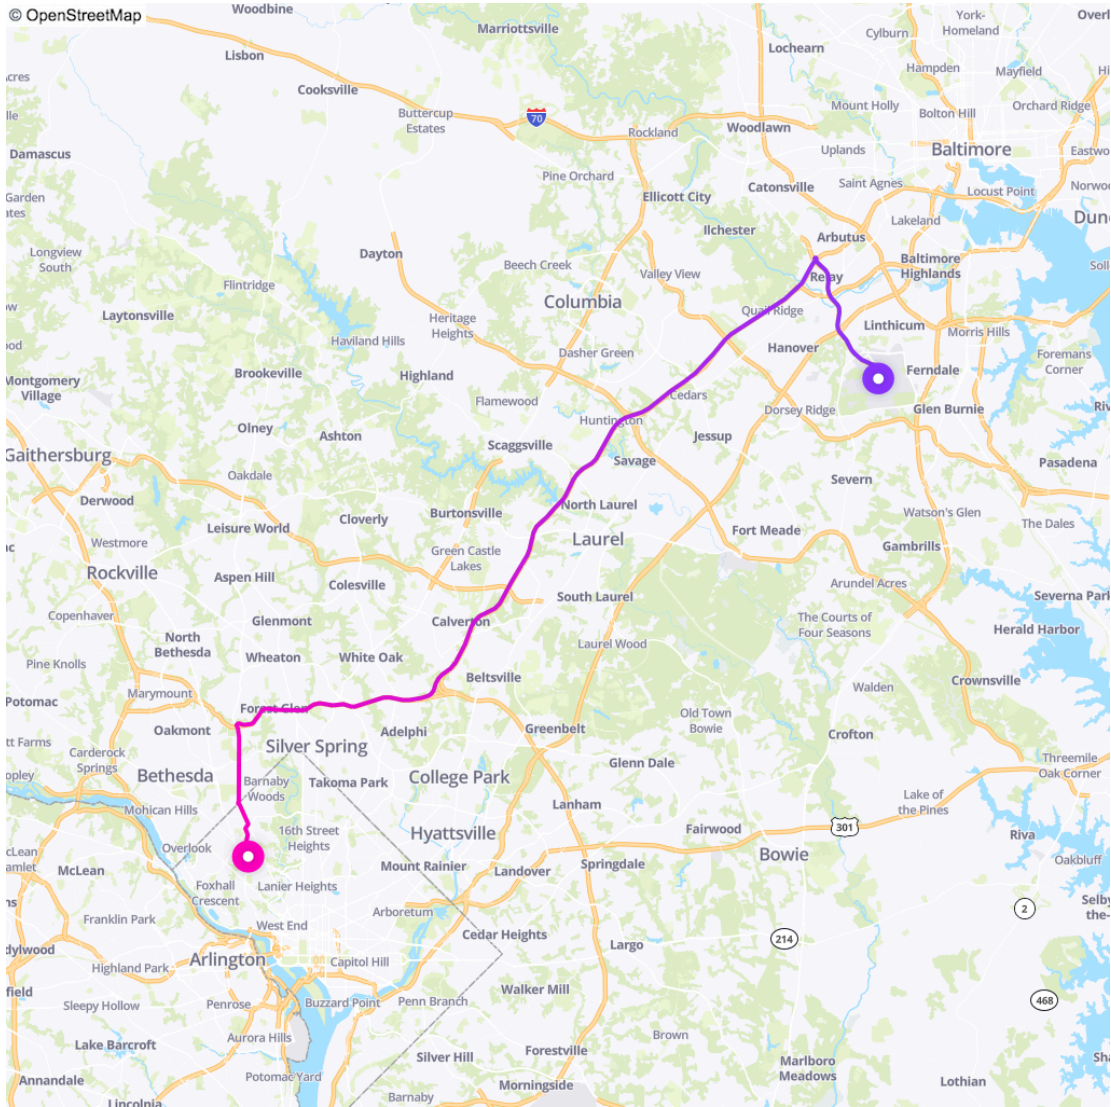 © OpenStreetMap
Woodbine
Marriottsville
York-
Homeland
Cylburn
Lochearn
Lisbon
Hampden
Mayfield
Cooksville
Mount Holly
Orchard Ridge
Buttercup
Estates
70
Bolton Hill
Rockland
Woodlawn
Damascus
Uplands
Baltimore
Pine Orchard
Catonsville
Saint Agnes
Locust Point
Ellicott City
Lakeland
Ilchester
Arbutus
Longview
South
Dayton
Beech Creek
Valley View
Relay
Baltimore
Highlands
Flintridge
Columbia
Laytonsville
Heritage
Heights
Quail Ridge
Linthicum
Morris Hills
Haviland Hills
Dasher Green
Hanover
Foremans
Corner
Brookeville
Highland
Ferndale
Montgomery
Village
Flamewood
Cedars
Dorsey Ridge
Glen Burnie
Olney
Ashton
Huntington
Scaggsville
Jessup
Gaithersburg
Savage
Pasadena
Oakdale
Severn
Derwood
North Laurel
Burtonsville
Cloverly
Watson's Glen
The Dales
Leisure World
Fort Meade
Westmore
Laurel
Green Castle
Lakes
Gambrills
Rockville
Aspen Hill
Colesville
Arundel Acres
South Laurel
Severna Park
Copenhaver
Glenmont
Calverton
The Courts of
Four Seasons
Herald Harbor
North
Bethesda
Laurel Wood
Pine Knolls
Wheaton
White Oak
Beltsville
Crownsville
Potomac
Marymount
Walden
Forest Glen
Old Town
Bowie
Oakmont
Adelphi
Greenbelt
Crofton
Silver Spring
Carderock
Springs
Glenn Dale
Threemile
Oak Corner
Bethesda
Barnaby
Woods
Takoma Park
College Park
Mohican Hills
Lanham
Lake of
the Pines
16th Street
Heights
Hyattsville
Fairwood
301
Riva
Overlook
Bowie
McLean
Mount Rainier
Landover
Springdale
Oakbluff
Foxhall
Crescent
Lanier Heights
Franklin Park
Arboretum
2
West End
Cedar Heights
Largo
214
Arlington
Highland Park
Capitol Hill
Walker Mill
Sleepy Hollow
Penrose
Buzzard Point
Penn Branch
468
Aurora Hills
Brown
Lake Barcroft
Silver Hill
Forestville
Marlboro
Meadows
Annandale
Potomac Yard
Morningside
Lothian
Barnaby
Lincolnia